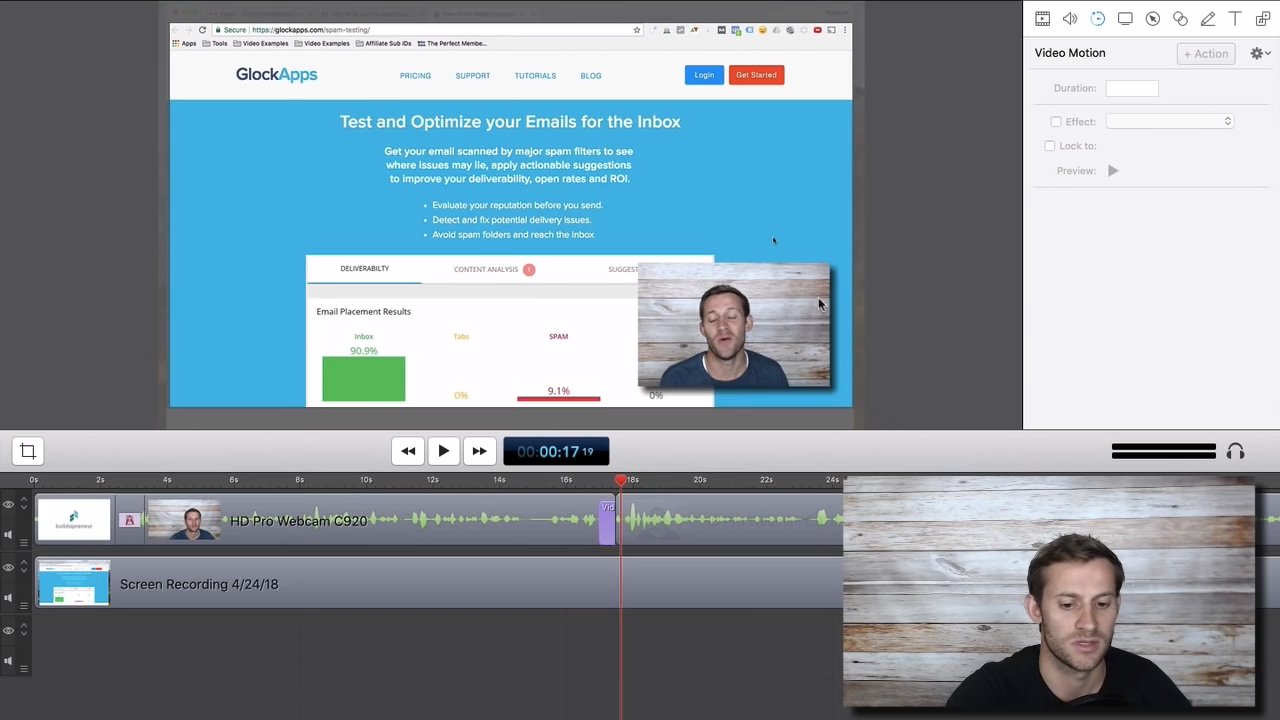 Secure https://glockapps.com/spam-testing/
Apps Tools Video Examples Video Examples Affiliate Sub IDs The Perfect Membe...
GlockApps
PRICING SUPPORT TUTORIALS BLOG
Login Get Started
Test and Optimize your Emails for the Inbox
Get your email scanned by major spam filters to see
where issues may lie, apply actionable suggestions
to improve your deliverability, open rates and ROI.
• Evaluate your reputation before you send.
• Detect and fix potential delivery issues.
• Avoid spam folders and reach the Inbox
DELIVERABILTY CONTENT ANALYSIS 1 SUGGEST
Email Placement Results
Inbox Tabs SPAM
90.9%
0% 9.1% 0%
Video Motion + Action
Duration:
Effect:
Lock to:
Preview:
00:00:17 19
0s 2s 4s 6s 8s 10s 12s 14s 16s 18s 20s 22s 24s
buildapreneur A HD Pro Webcam C920 Vid
Screen Recording 4/24/18